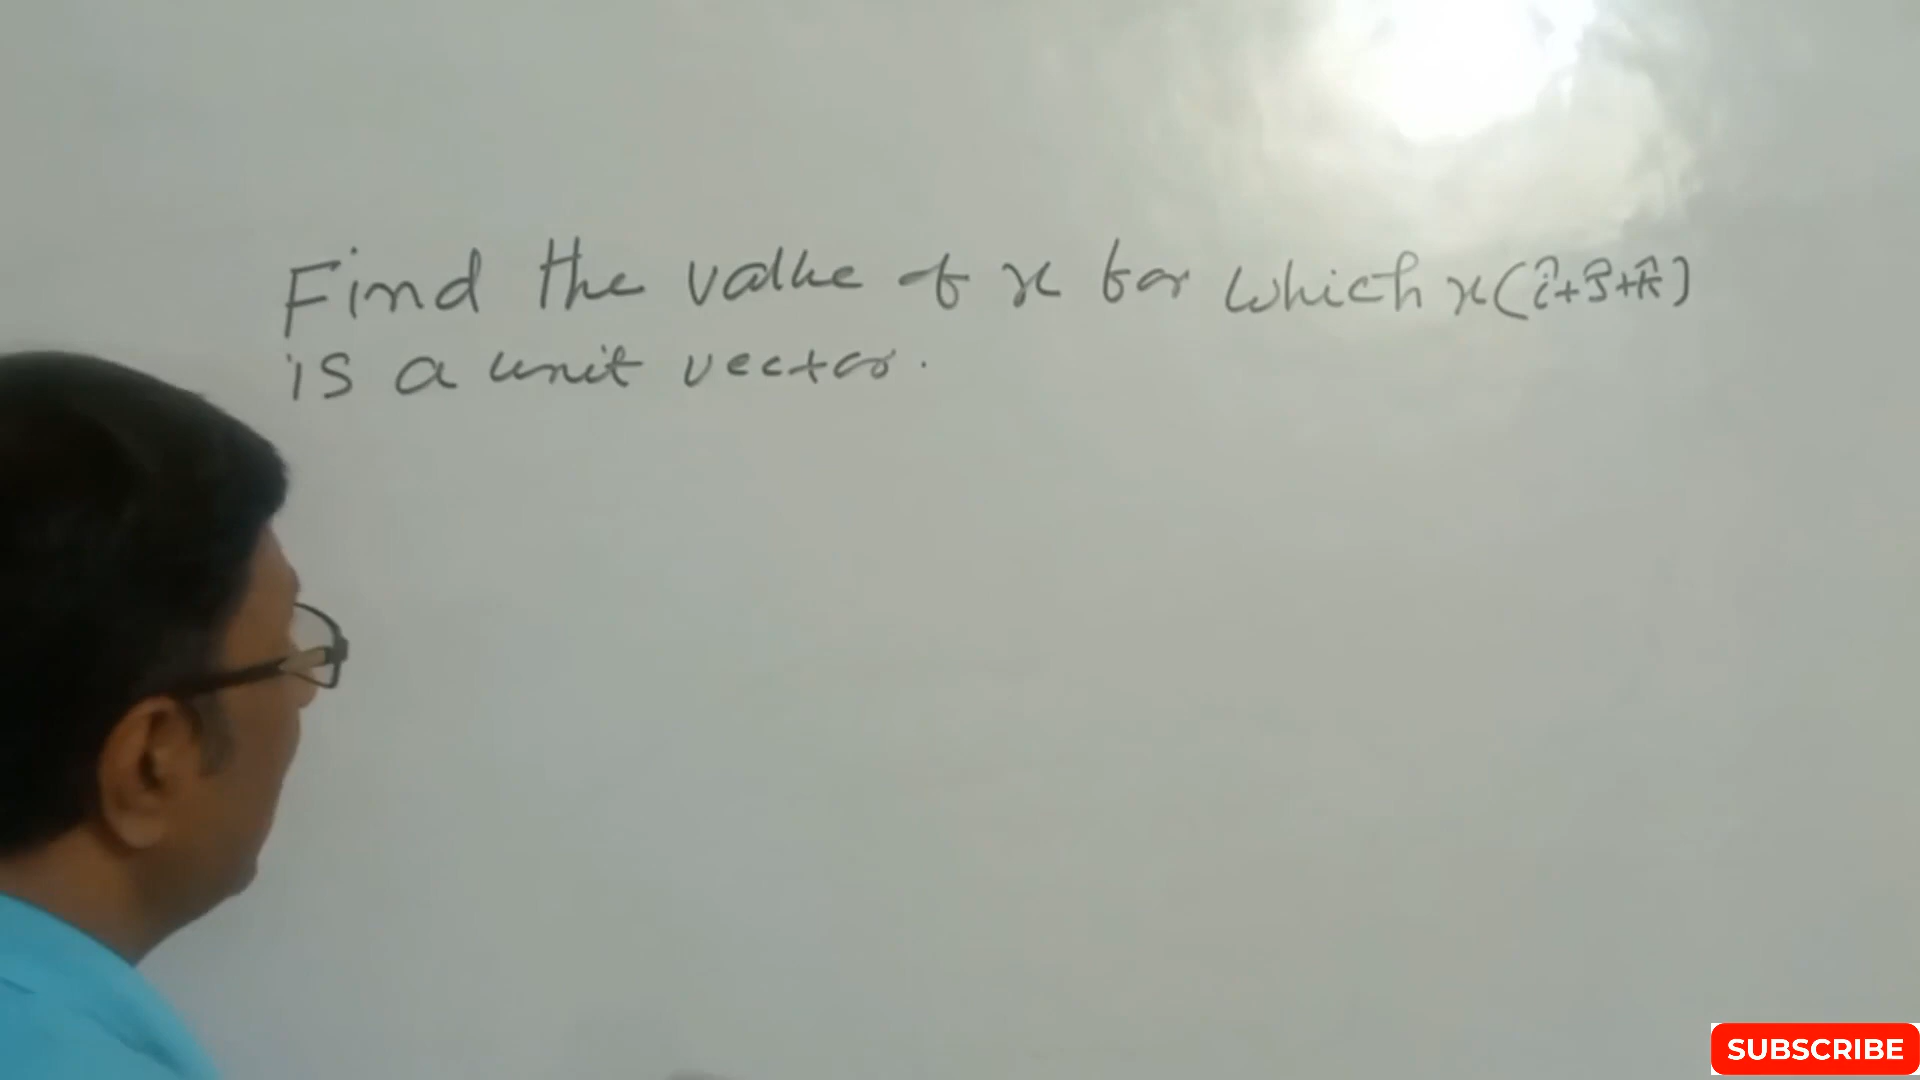 Find the value of x for which x(î+ĵ+k̂)
is a unit vector.
SUBSCRIBE